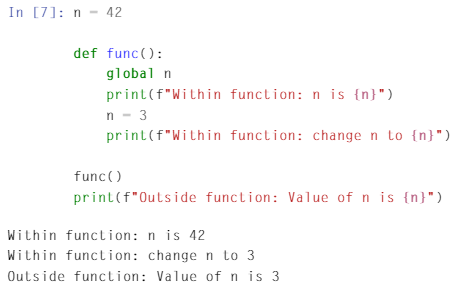 In [7]: n = 42
def func():
global n
print(f"Within function: n is {n}")
n = 3
print(f"Within function: change n to {n}")
func()
print(f"Outside function: Value of n is {n}")
Within function: n is 42
Within function: change n to 3
Outside function: Value of n is 3